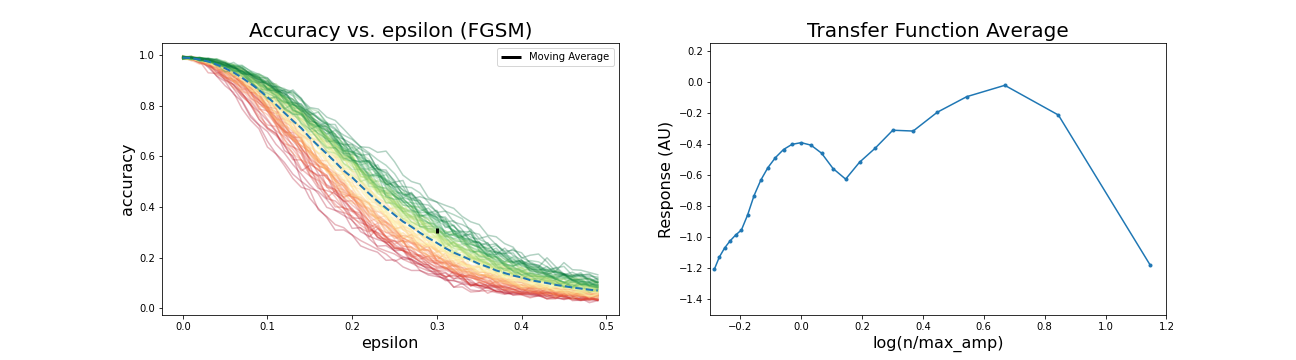 Accuracy vs. epsilon (FGSM)
Moving Average
accuracy
1.0
0.8
0.6
0.4
0.2
0.0
0.0 0.1 0.2 0.3 0.4 0.5
epsilon
Transfer Function Average
Response (AU)
0.2
0.0
−0.2
−0.4
−0.6
−0.8
−1.0
−1.2
−1.4
−0.2 0.0 0.2 0.4 0.6 0.8 1.0 1.2
log(n/max_amp)